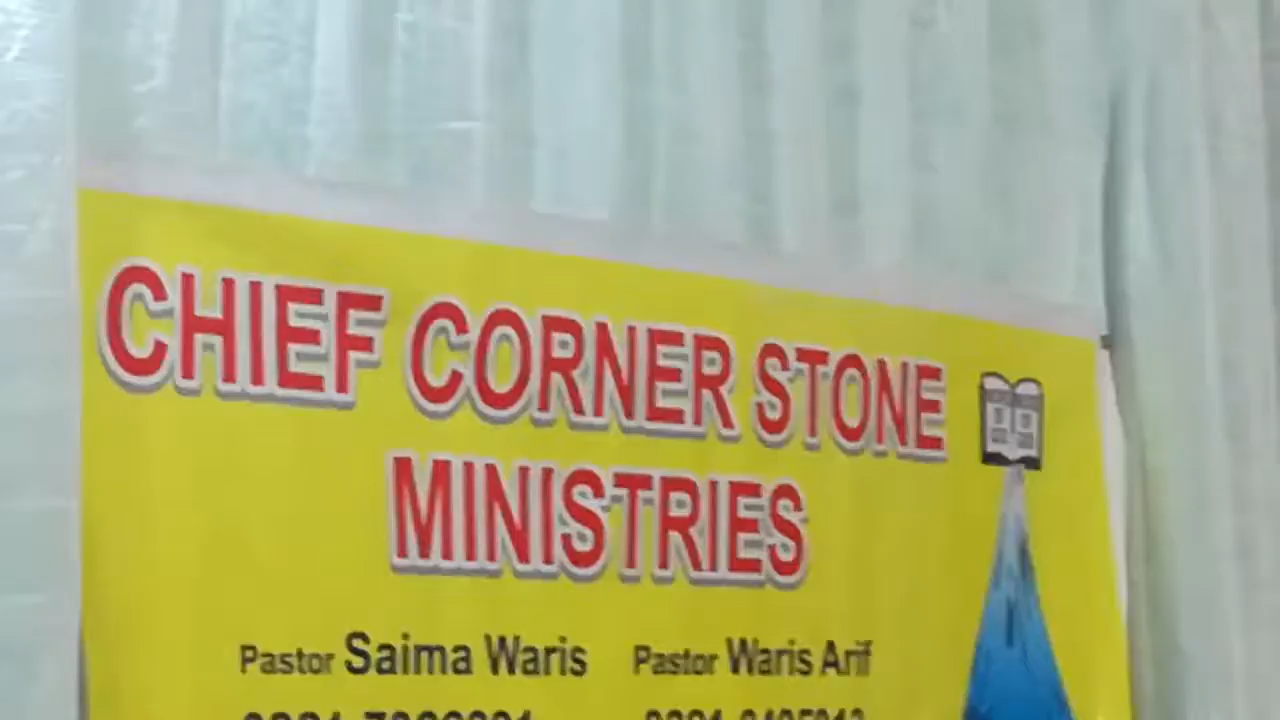 CHIEF CORNER STONE
MINISTRIES
Pastor Saima Waris Pastor Waris Arif